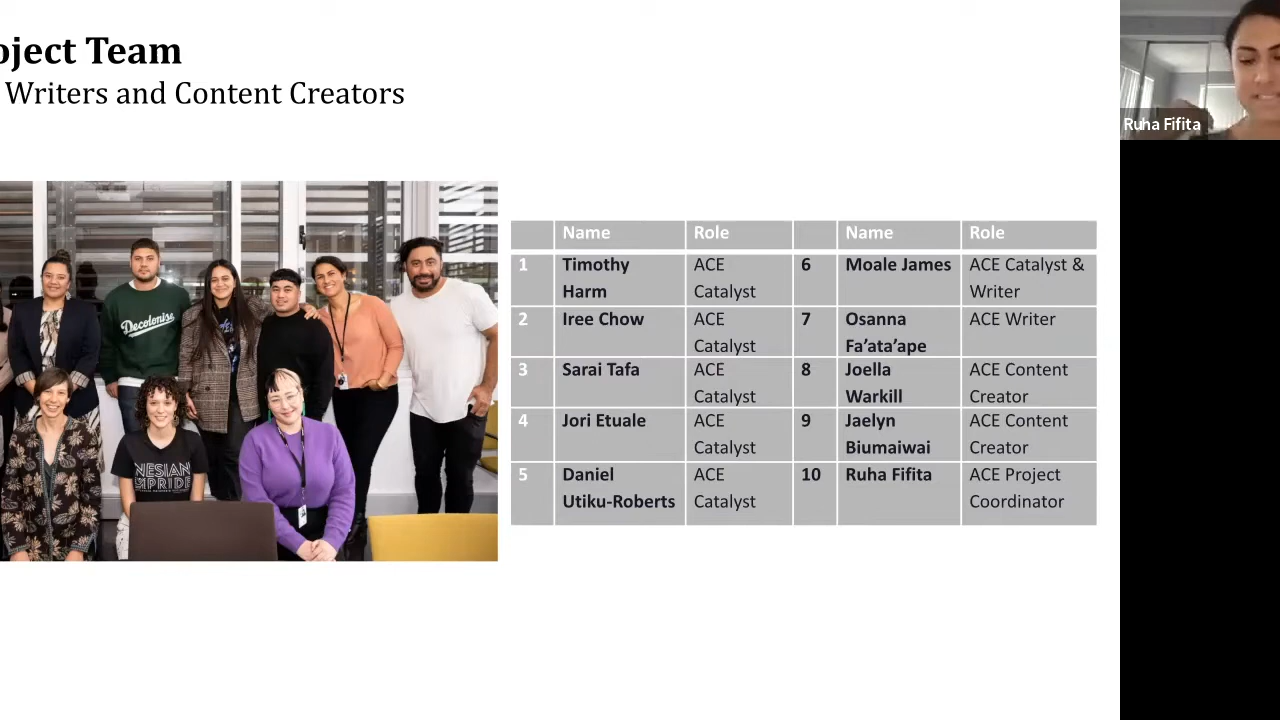 oject Team
Writers and Content Creators
Ruha Fifita
Decolonise
NESIAN
PRIDE
Name Role Name Role
1 Timothy Harm ACE Catalyst 6 Moale James ACE Catalyst & Writer
2 Iree Chow ACE Catalyst 7 Osanna Fa’ata’ape ACE Writer
3 Sarai Tafa ACE Catalyst 8 Joella Warkill ACE Content Creator
4 Jori Etuale ACE Catalyst 9 Jaelyn Biumaiwai ACE Content Creator
5 Daniel Utiku-Roberts ACE Catalyst 10 Ruha Fifita ACE Project Coordinator